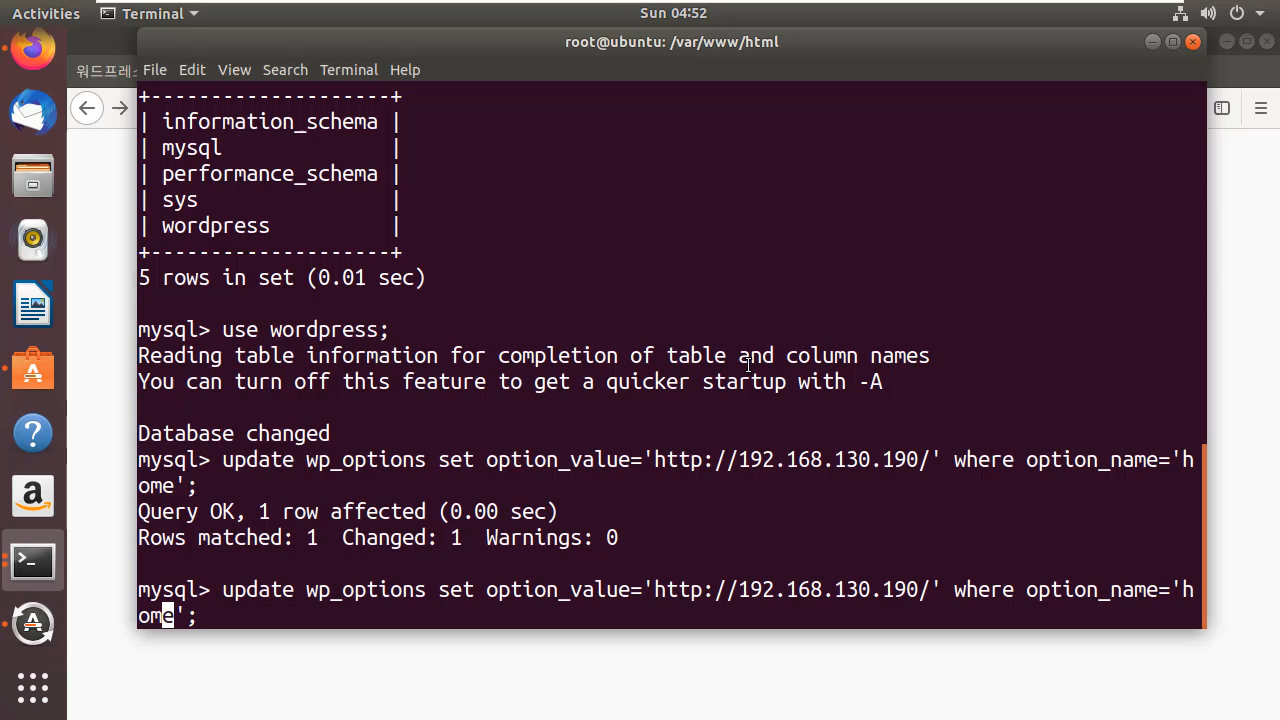 Activities
Terminal
Sun 04:52
root@ubuntu: /var/www/html
File Edit View Search Terminal Help
워드프레스
+--------------------+
| information_schema |
| mysql              |
| performance_schema |
| sys                |
| wordpress          |
+--------------------+
5 rows in set (0.01 sec)
mysql> use wordpress;
Reading table information for completion of table and column names
You can turn off this feature to get a quicker startup with -A
Database changed
mysql> update wp_options set option_value='http://192.168.130.190/' where option_name='h
ome';
Query OK, 1 row affected (0.00 sec)
Rows matched: 1  Changed: 1  Warnings: 0
mysql> update wp_options set option_value='http://192.168.130.190/' where option_name='h
ome';